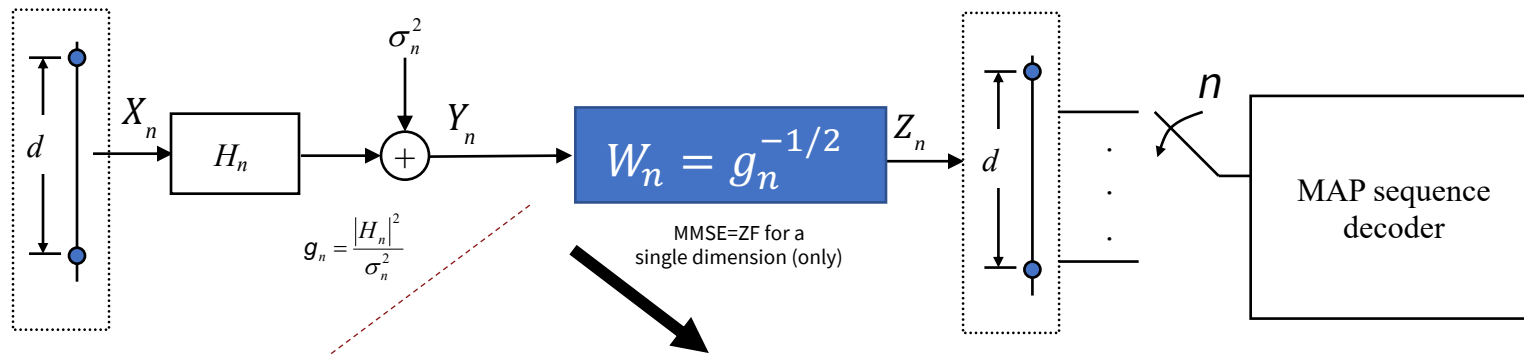 σ_n^2
d
X_n
H_n
+
Y_n
W_n = g_n^{-1/2}
Z_n
d
n
.
.
.
MAP sequence
decoder
g_n = |H_n|^2 / σ_n^2
MMSE=ZF for a
single dimension (only)